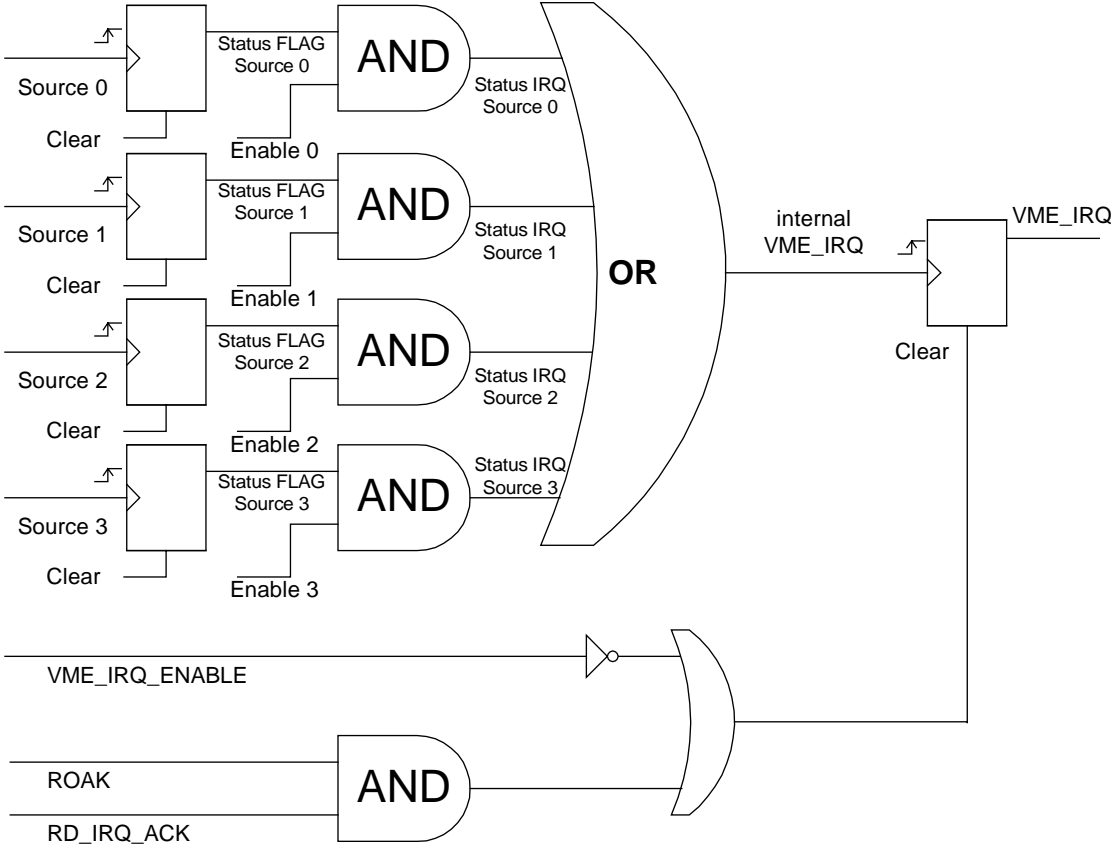 Status FLAG
Source 0
AND
Source 0
Status IRQ
Source 0
Clear
Enable 0
Status FLAG
Source 1
AND
Source 1
Status IRQ
Source 1
Clear
Enable 1
internal
VME_IRQ
VME_IRQ
OR
Status FLAG
Source 2
AND
Source 2
Status IRQ
Source 2
Clear
Clear
Enable 2
Status FLAG
Source 3
AND
Status IRQ
Source 3
Source 3
Clear
Enable 3
VME_IRQ_ENABLE
ROAK
AND
RD_IRQ_ACK